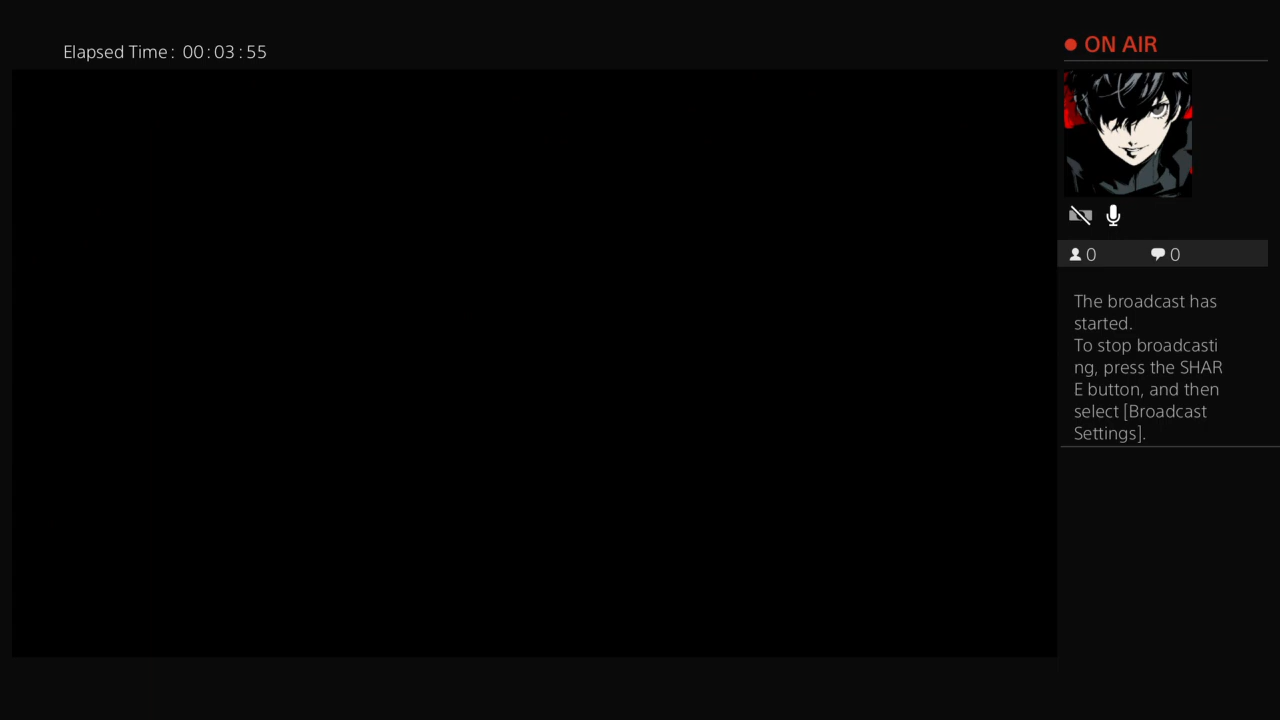 Elapsed Time: 00:03:55
ON AIR
0 0
The broadcast has
started.
To stop broadcasti
ng, press the SHAR
E button, and then
select [Broadcast
Settings].